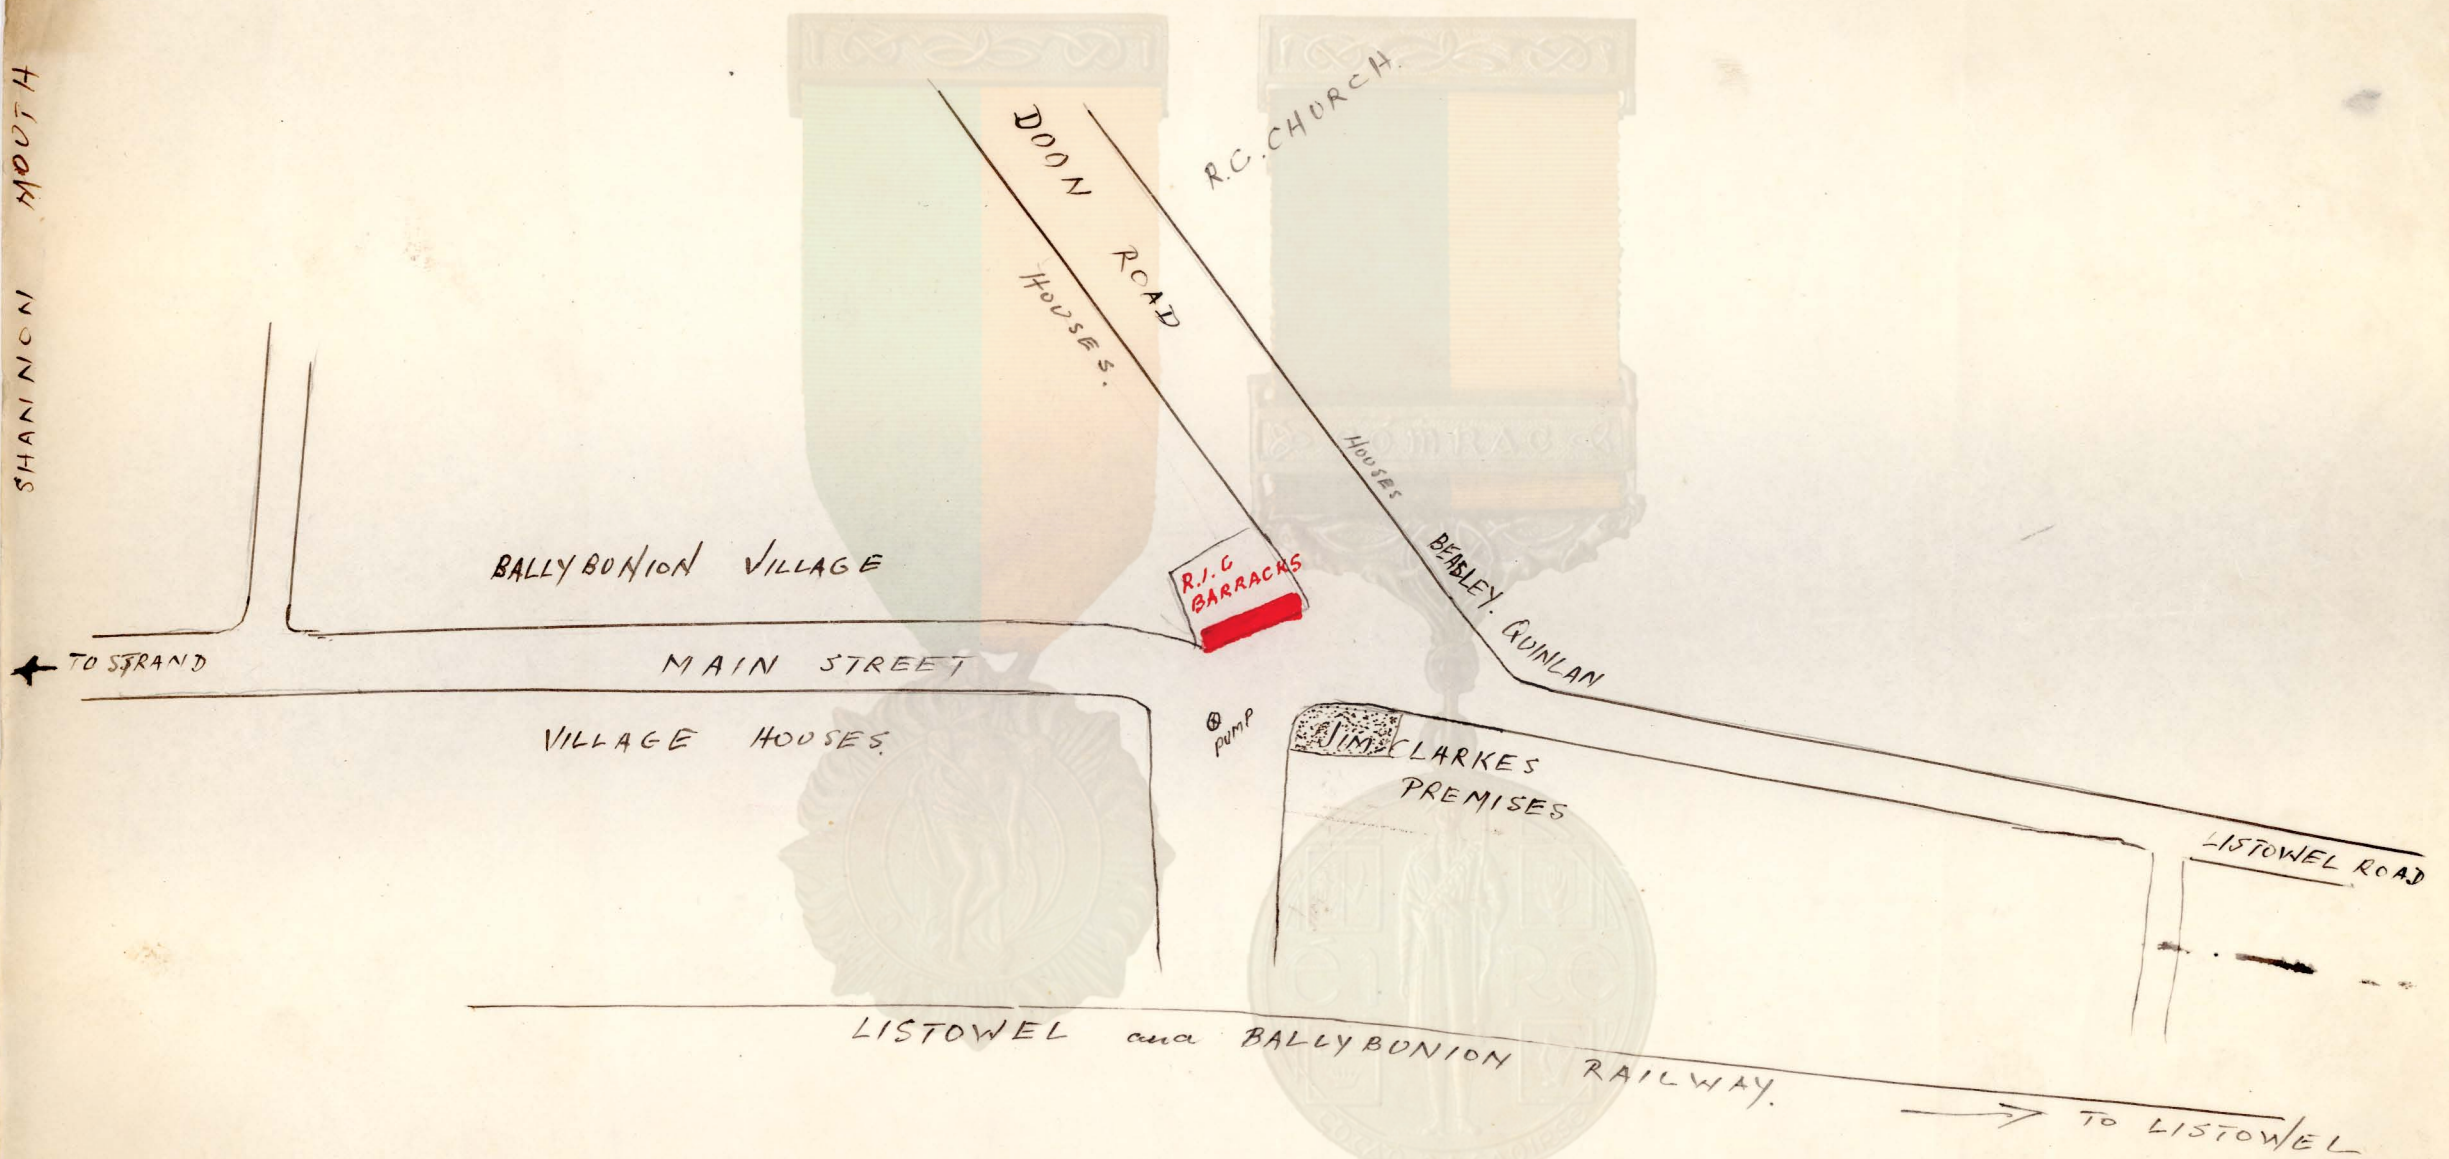 SHANNON MOUTH
DOON ROAD
R.C. CHURCH.
HOUSES.
HOUSES
BEASLEY. QUINLAN
BALLYBUNION VILLAGE
R.I.C
BARRACKS
TO STRAND
MAIN STREET
VILLAGE HOUSES.
PUMP
JIM CLARKES
PREMISES
LISTOWEL ROAD
LISTOWEL and BALLYBUNION RAILWAY.
TO LISTOWEL
COMRAC